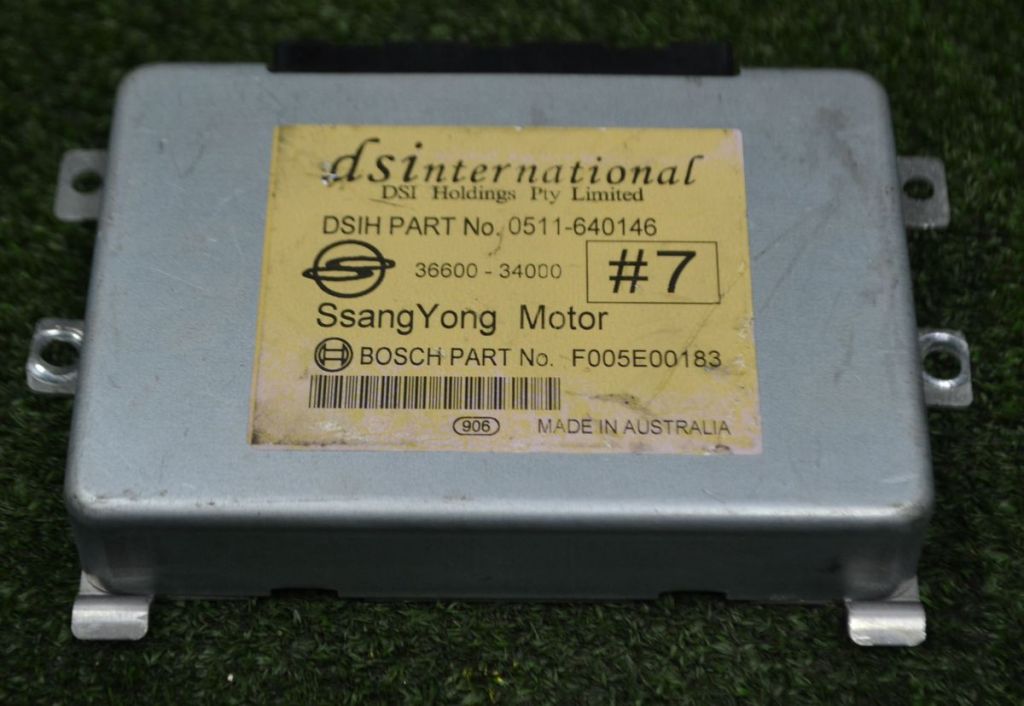 dsinternational
DSI Holdings Pty Limited
DSIH PART No. 0511-640146
36600 - 34000
#7
SsangYong Motor
BOSCH PART No. F005E00183
906 MADE IN AUSTRALIA